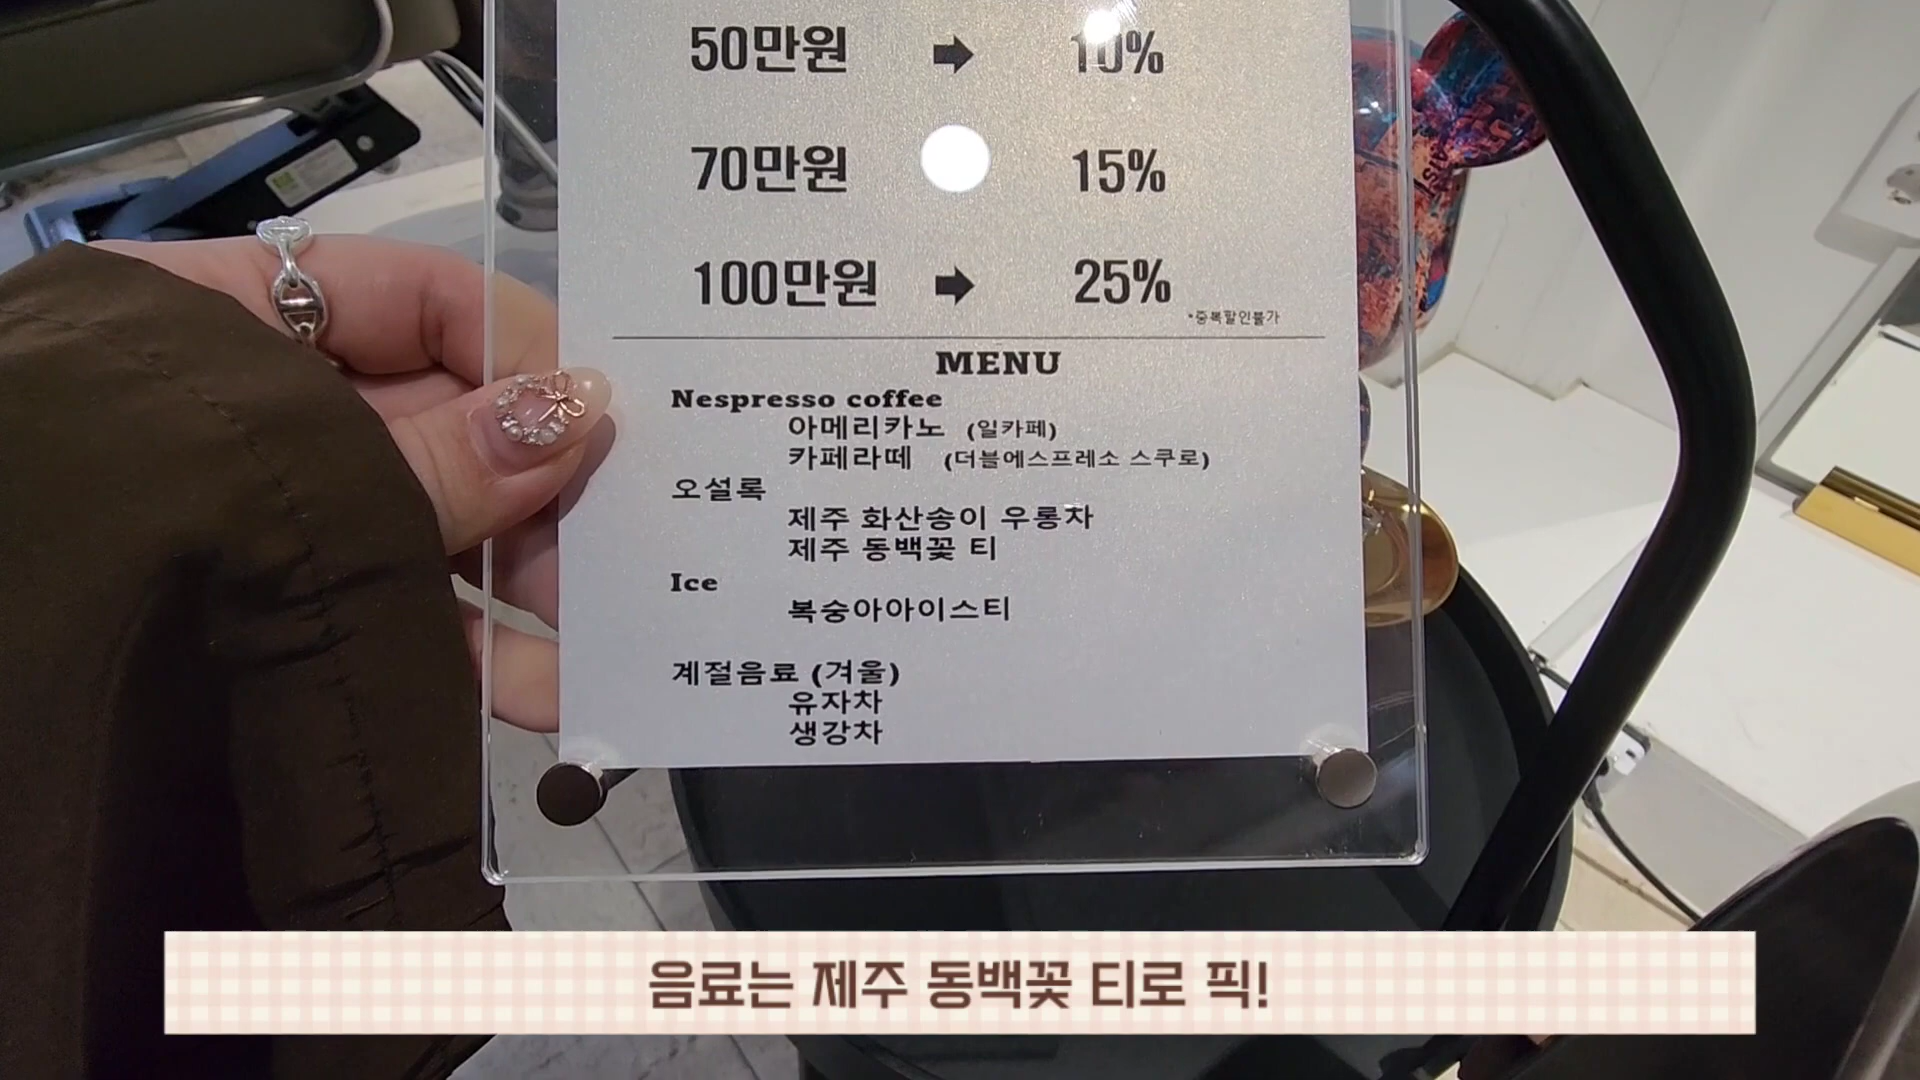 50만원 ➡ 10%
70만원 15%
100만원 ➡ 25%
*중복할인불가
MENU
Nespresso coffee
아메리카노 (일카페)
카페라떼 (더블에스프레소 스쿠로)
오설록
제주 화산송이 우롱차
제주 동백꽃 티
Ice
복숭아아이스티
계절음료 (겨울)
유자차
생강차
음료는 제주 동백꽃 티로 픽!